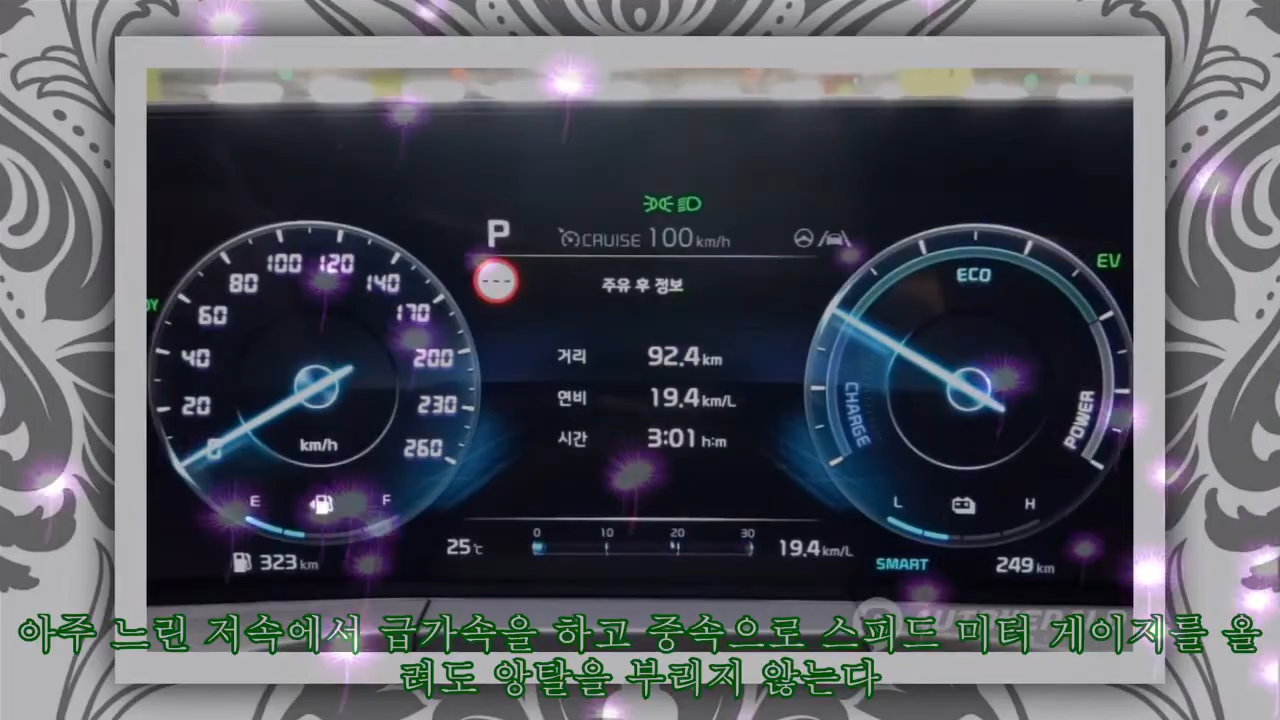 P
CRUISE 100km/h
EV
ECO
CHARGE
POWER
주유 후 정보
거리 92.4km
연비 19.4km/L
시간 3:01 h:m
0
20
40
60
80
100
120
140
170
200
230
260
km/h
E F
323 km
25℃
0 10 20 30
19.4km/L
L H
SMART
249 km
아주 느린 저속에서 급가속을 하고 중속으로 스피드 미터 게이지를 올
려도 앙탈을 부리지 않는다